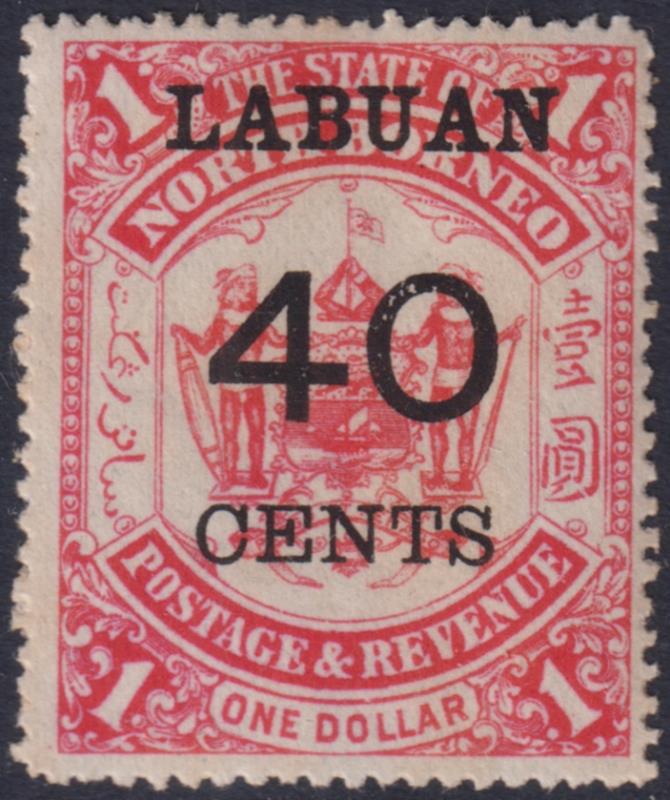 1 THE STATE OF 1
LABUAN
NORTH BORNEO
40
CENTS
POSTAGE & REVENUE
1 ONE DOLLAR 1